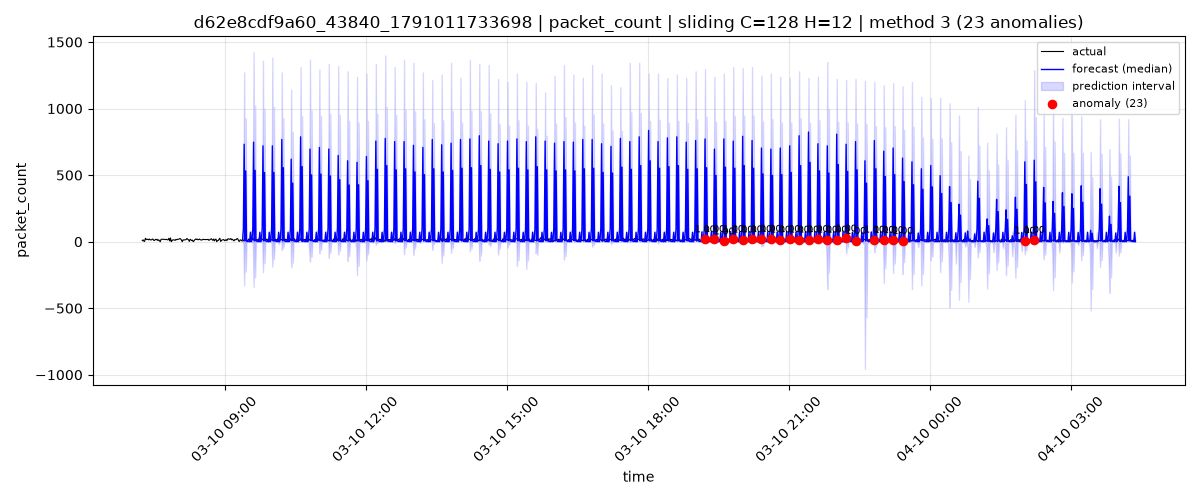 d62e8cdf9a60_43840_1791011733698 | packet_count | sliding C=128 H=12 | method 3 (23 anomalies)
actual
forecast (median)
prediction interval
anomaly (23)
packet_count
1500
1000
500
0
−500
−1000
03-10 09:00
03-10 12:00
03-10 15:00
03-10 18:00
03-10 21:00
04-10 00:00
04-10 03:00
time